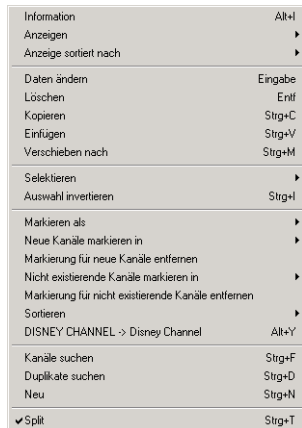 Information Alt+I
Anzeigen
Anzeige sortiert nach
Daten ändern Eingabe
Löschen Entf
Kopieren Strg+C
Einfügen Strg+V
Verschieben nach Strg+M
Selektieren
Auswahl invertieren Strg+I
Markieren als
Neue Kanäle markieren in
Markierung für neue Kanäle entfernen
Nicht existierende Kanäle markieren in
Markierung für nicht existierende Kanäle entfernen
Sortieren
DISNEY CHANNEL -> Disney Channel Alt+Y
Kanäle suchen Strg+F
Duplikate suchen Strg+D
Neu Strg+N
Split Strg+T